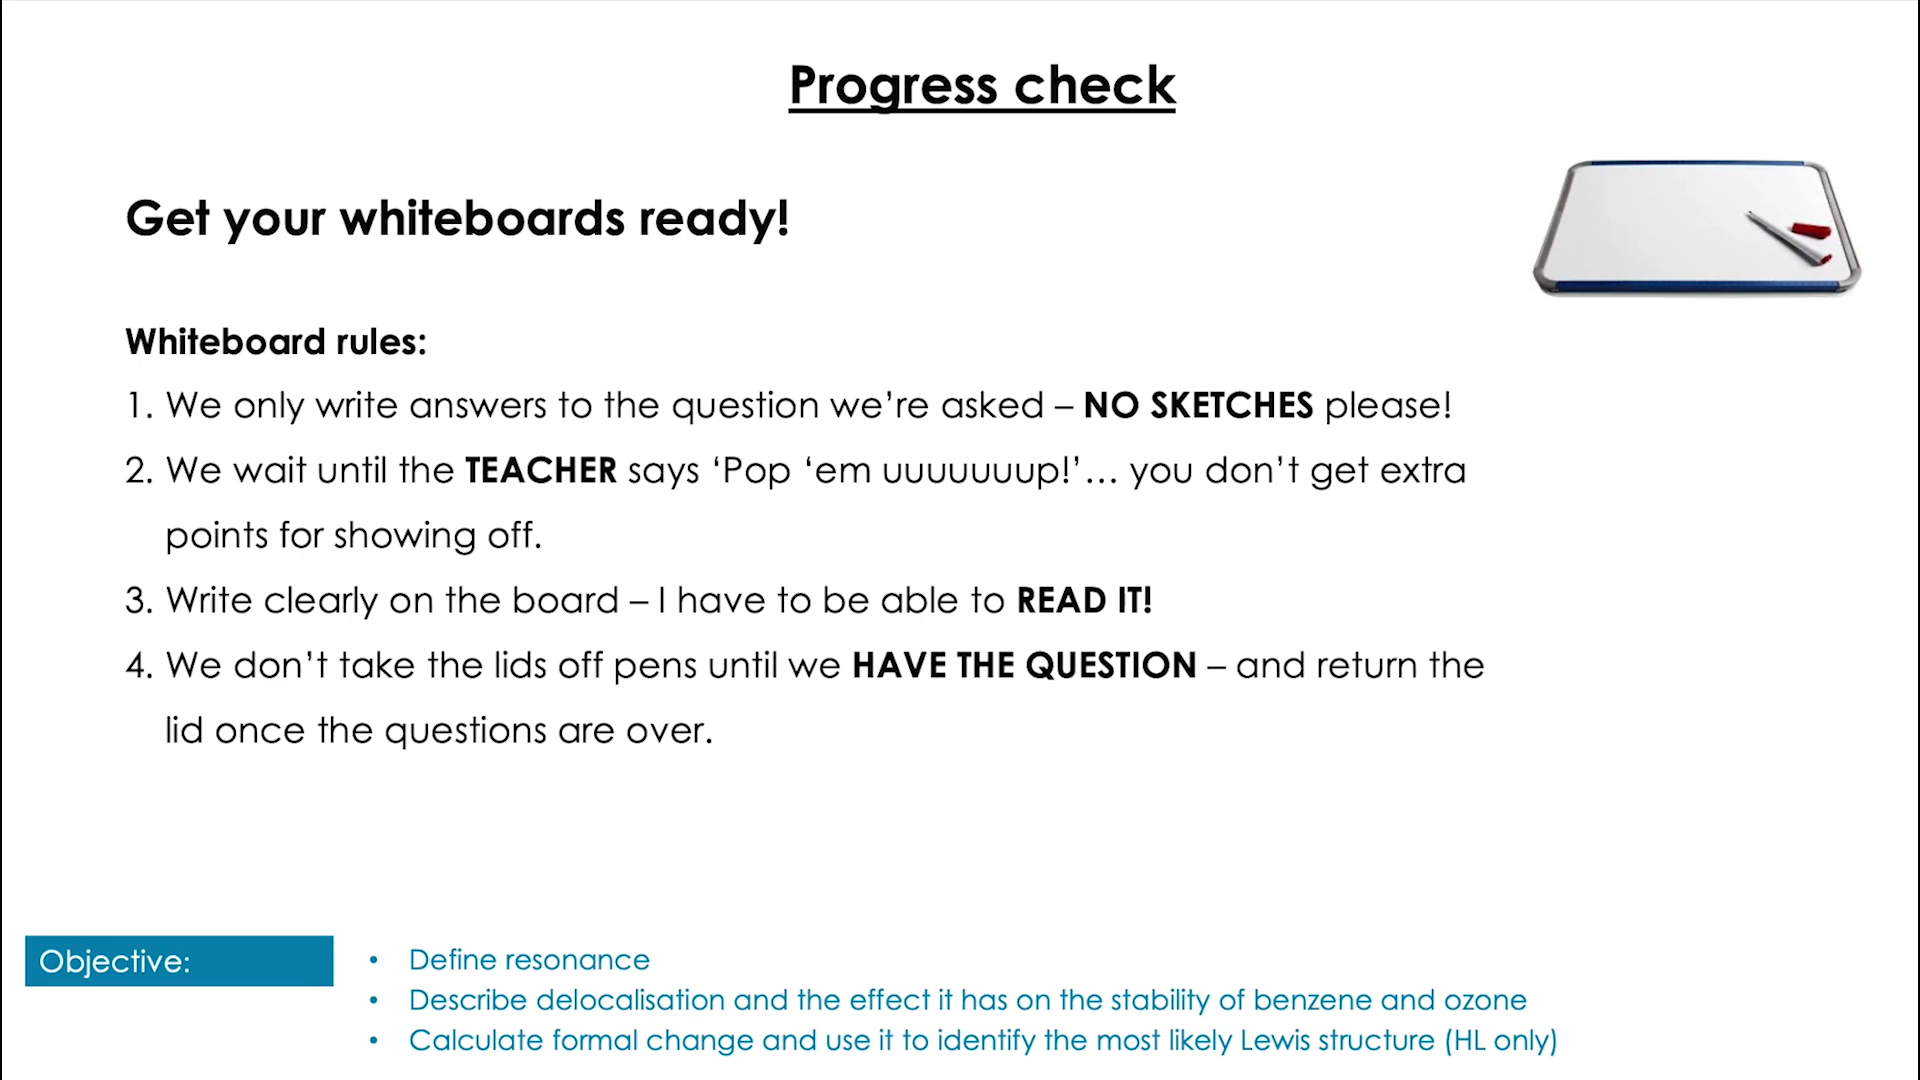 Progress check
Get your whiteboards ready!
Whiteboard rules:
1. We only write answers to the question we’re asked – NO SKETCHES please!
2. We wait until the TEACHER says ‘Pop ‘em uuuuuuup!’… you don’t get extra
points for showing off.
3. Write clearly on the board – I have to be able to READ IT!
4. We don’t take the lids off pens until we HAVE THE QUESTION – and return the
lid once the questions are over.
Objective:
• Define resonance
• Describe delocalisation and the effect it has on the stability of benzene and ozone
• Calculate formal change and use it to identify the most likely Lewis structure (HL only)